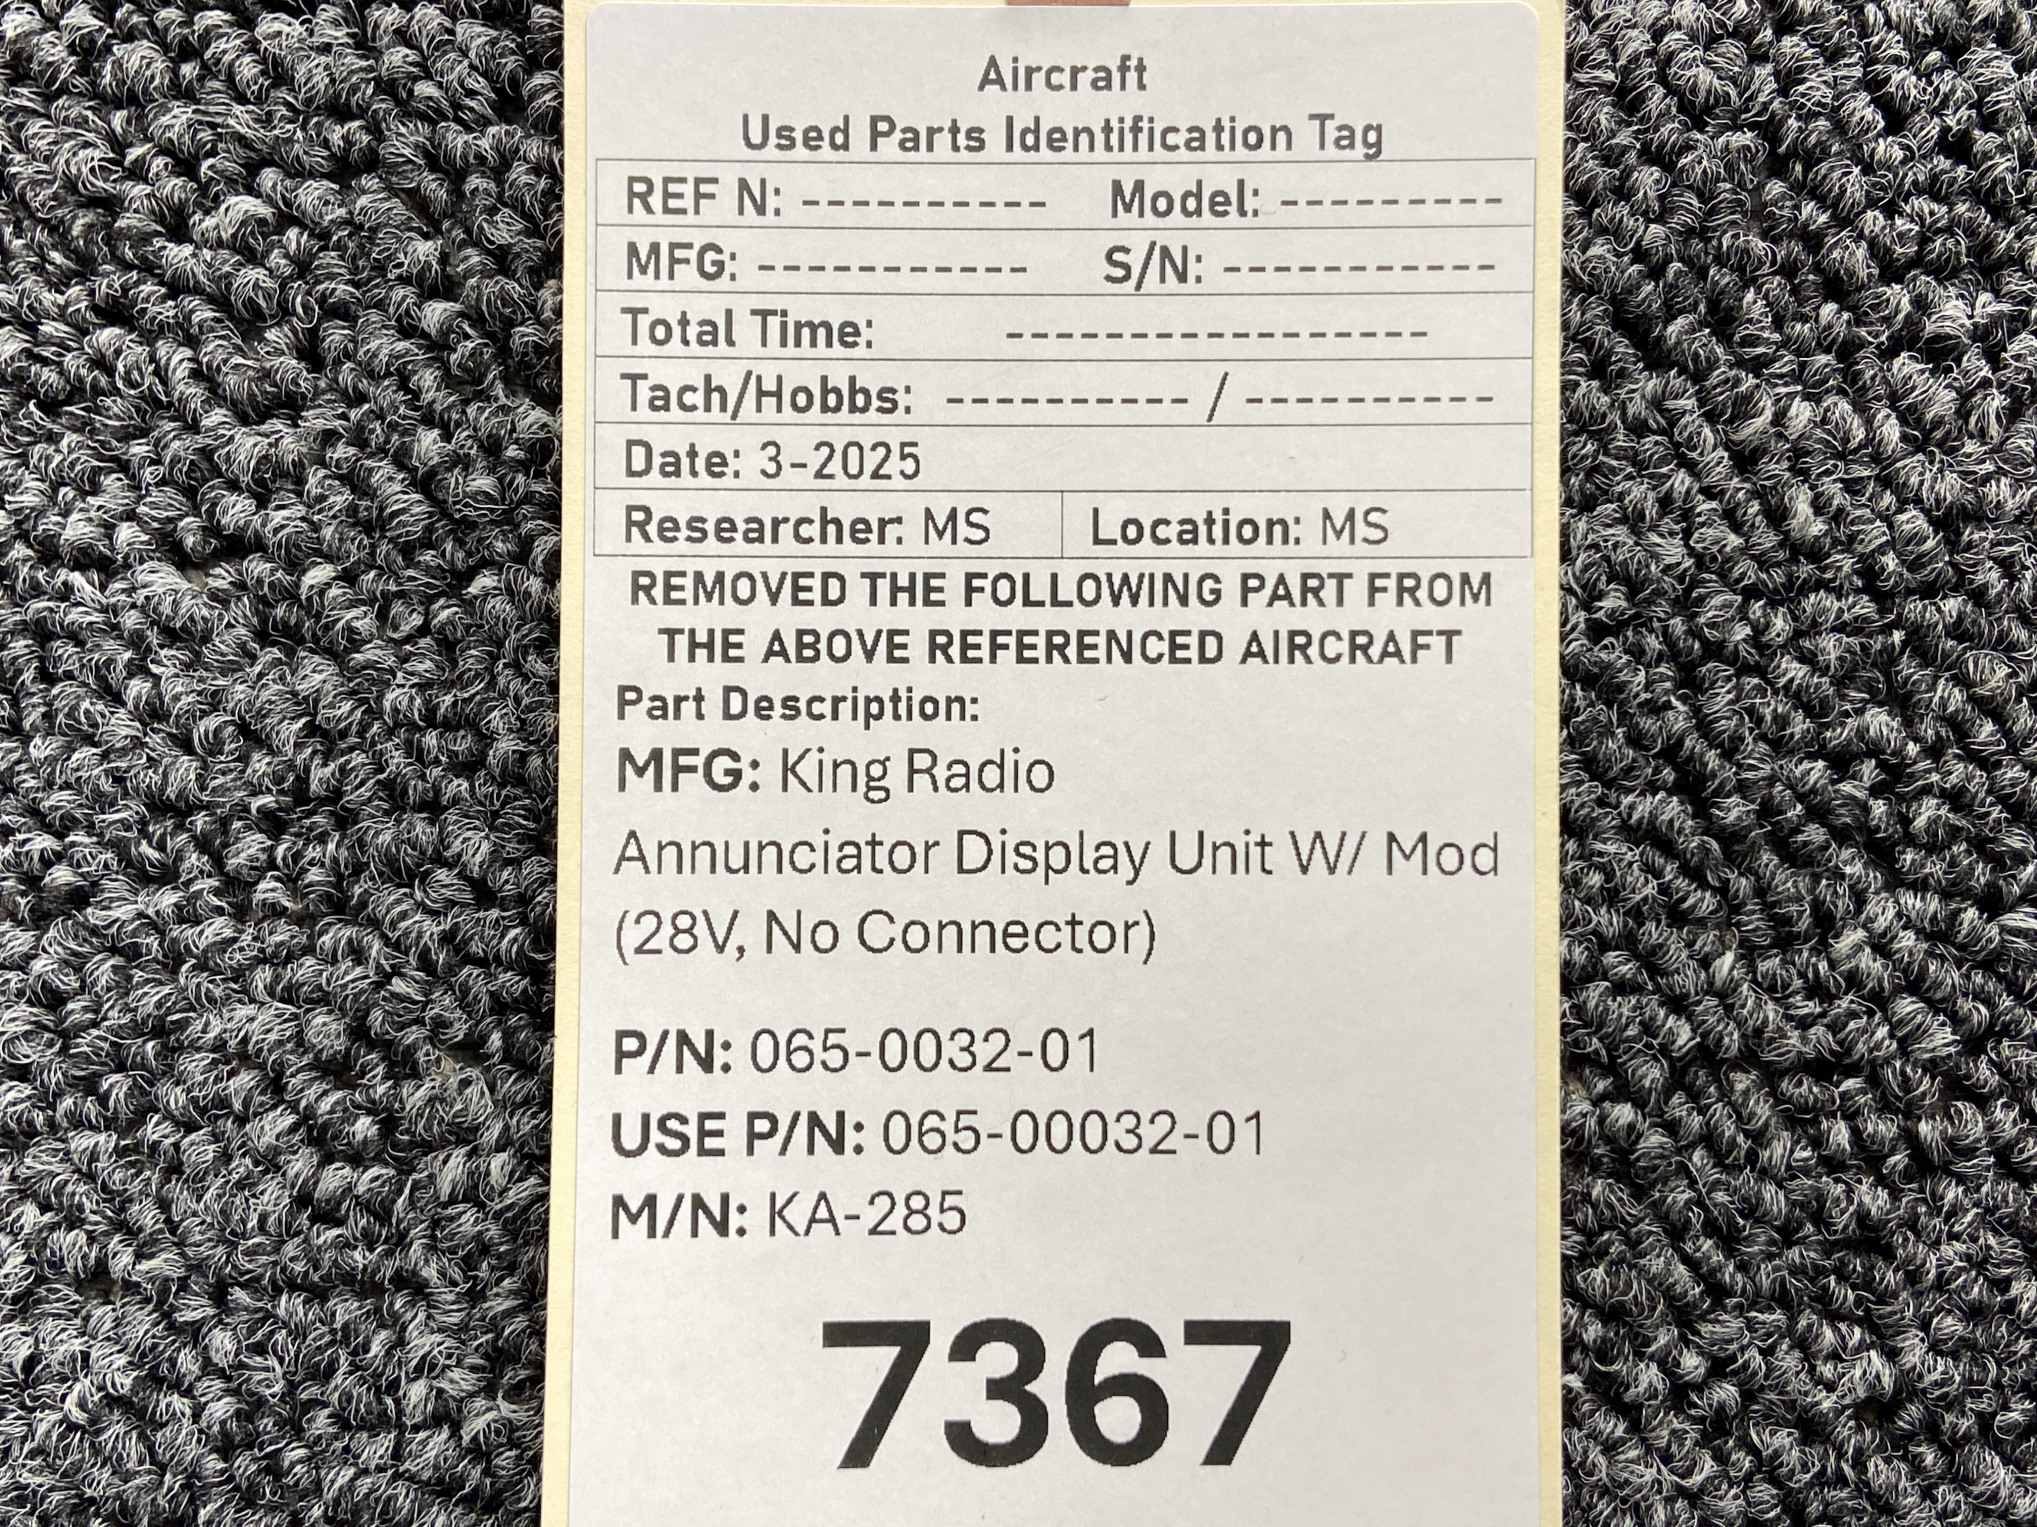 Aircraft
Used Parts Identification Tag
REF N: ---------- Model: ---------
MFG: ----------- S/N: -----------
Total Time: -----------------
Tach/Hobbs: ---------- / ----------
Date: 3-2025
Researcher: MS Location: MS
REMOVED THE FOLLOWING PART FROM
THE ABOVE REFERENCED AIRCRAFT
Part Description:
MFG: King Radio
Annunciator Display Unit W/ Mod
(28V, No Connector)
P/N: 065-0032-01
USE P/N: 065-00032-01
M/N: KA-285
7367